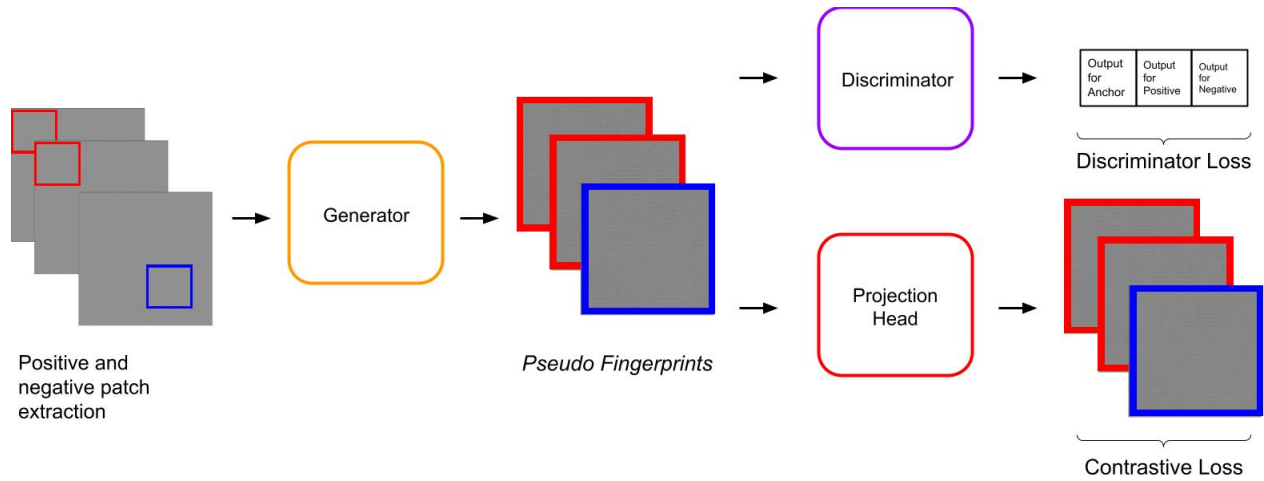 Positive and
negative patch
extraction
Generator
Pseudo Fingerprints
Discriminator
Output
for
Anchor
Output
for
Positive
Output
for
Negative
Discriminator Loss
Projection
Head
Contrastive Loss